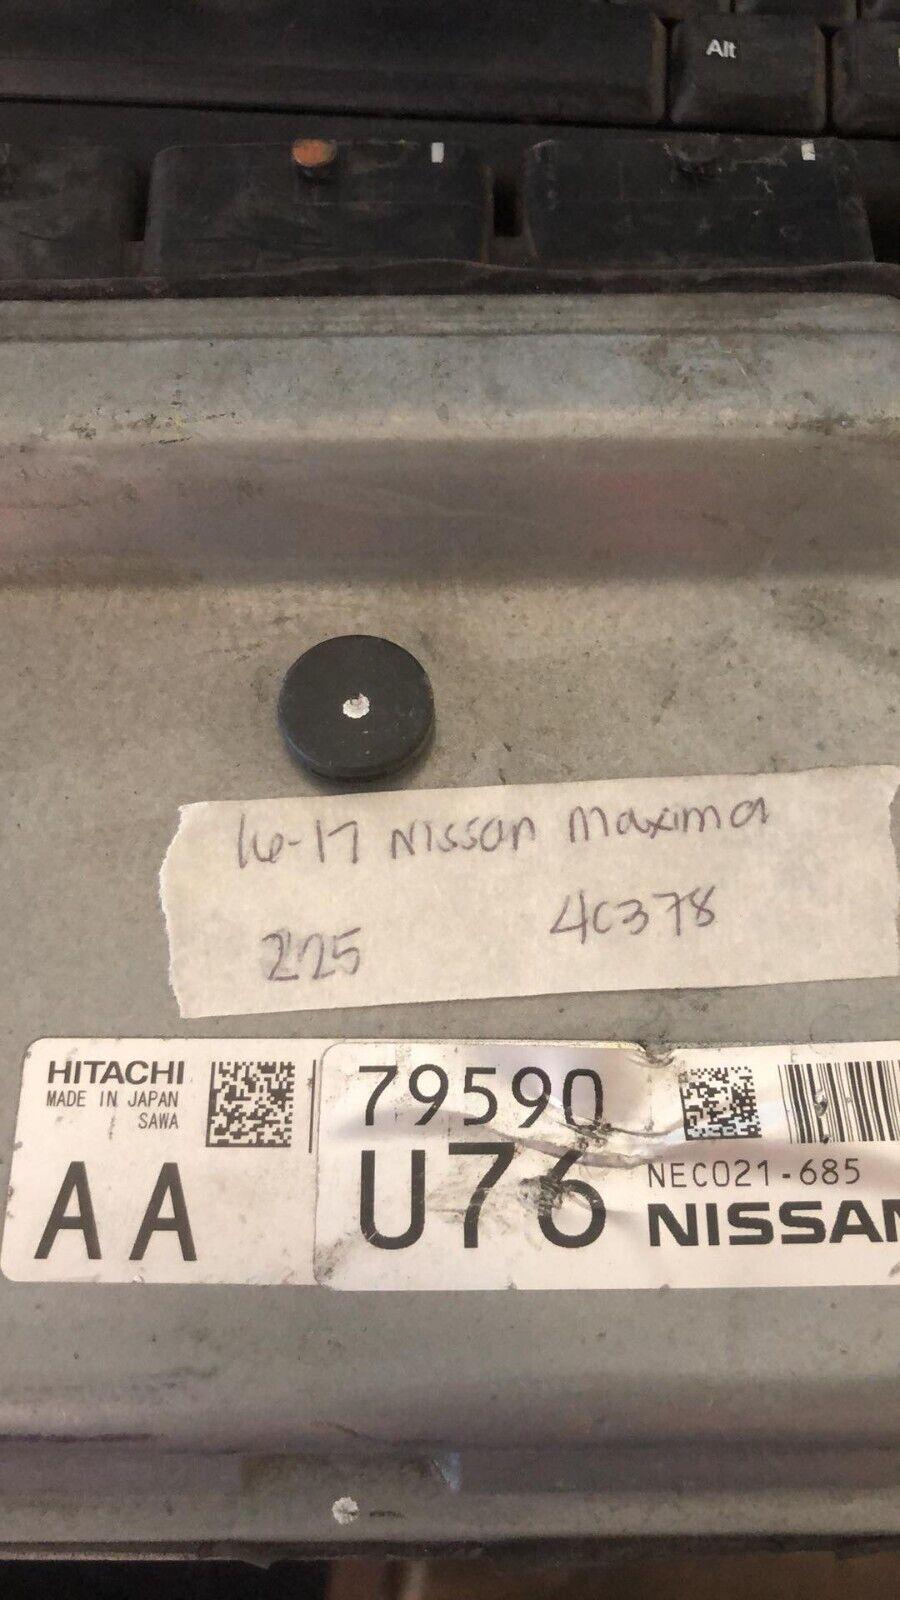 Alt
16-17 Nissan Maxima
225 4C378
HITACHI
MADE IN JAPAN
SAWA
AA
79590
U76
NEC021-685
NISSAN